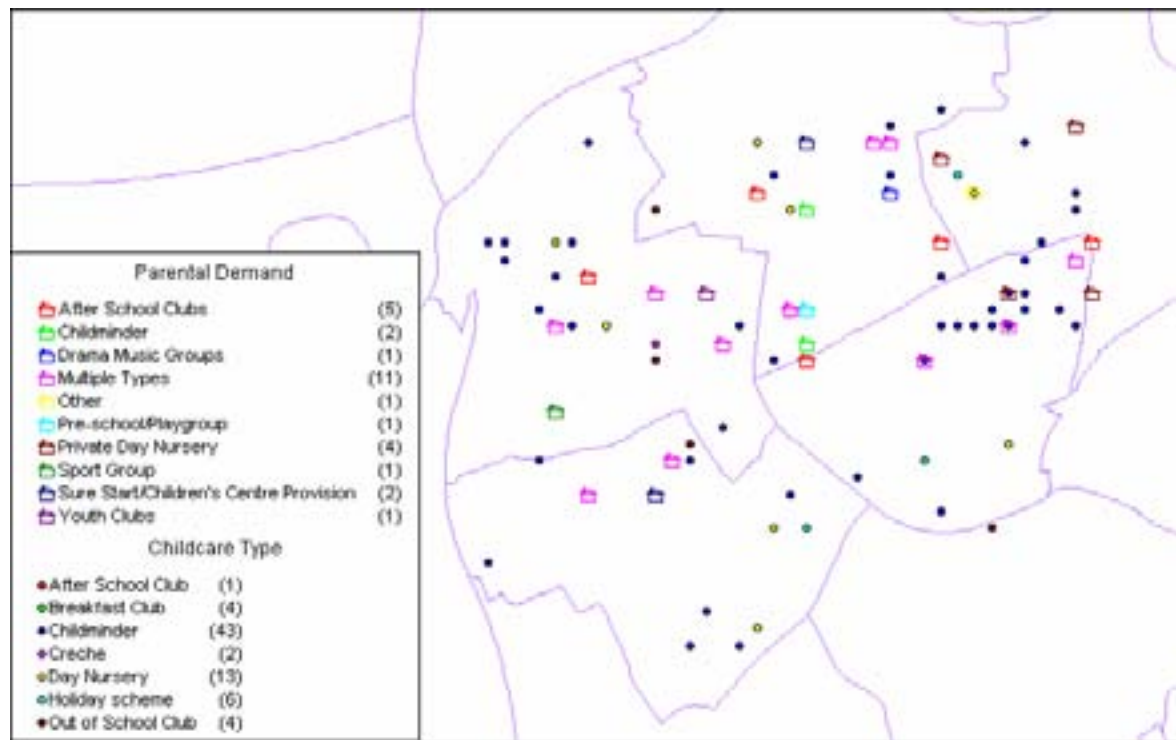 Parental Demand
After School Clubs (5)
Childminder (2)
Drama Music Groups (1)
Multiple Types (11)
Other (1)
Pre-school/Playgroup (1)
Private Day Nursery (4)
Sport Group (1)
Sure Start/Children's Centre Provision (2)
Youth Clubs (1)
Childcare Type
After School Club (1)
Breakfast Club (4)
Childminder (43)
Creche (2)
Day Nursery (13)
Holiday scheme (6)
Out of School Club (4)